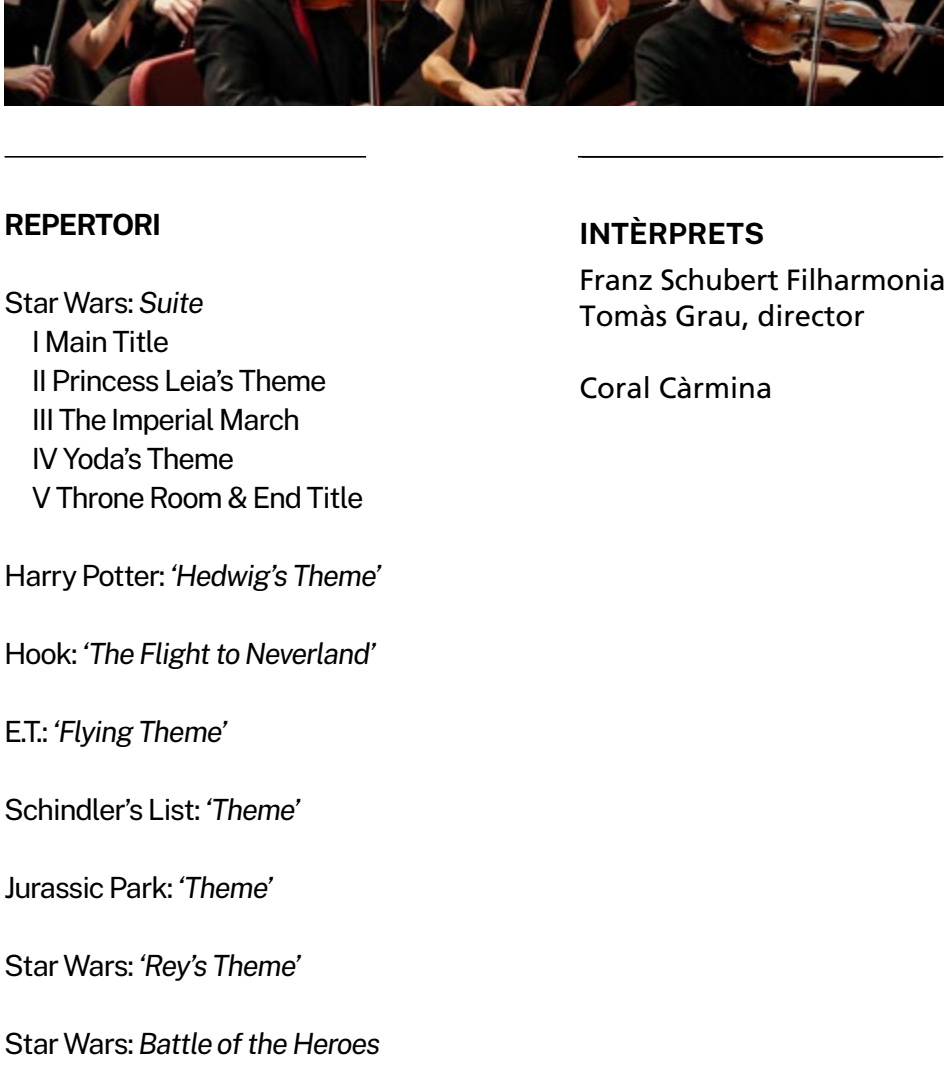 REPERTORI
Star Wars: Suite
I Main Title
II Princess Leia’s Theme
III The Imperial March
IV Yoda’s Theme
V Throne Room & End Title
Harry Potter: ‘Hedwig’s Theme’
Hook: ‘The Flight to Neverland’
E.T.: ‘Flying Theme’
Schindler’s List: ‘Theme’
Jurassic Park: ‘Theme’
Star Wars: ‘Rey’s Theme’
Star Wars: Battle of the Heroes
INTÈRPRETS
Franz Schubert Filharmonia
Tomàs Grau, director
Coral Càrmina